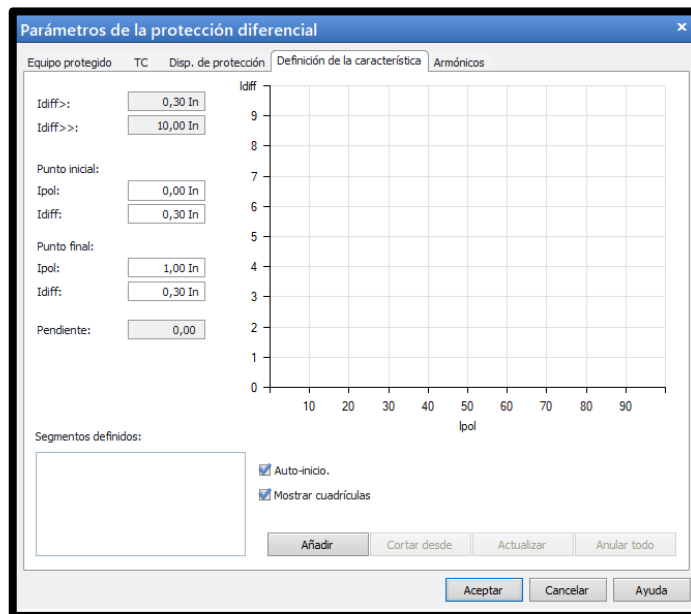 Parámetros de la protección diferencial
×
Equipo protegido TC Disp. de protección Definición de la característica Armónicos
Idiff>: 0,30 In
Idiff>>: 10,00 In
Punto inicial:
Ipol: 0,00 In
Idiff: 0,30 In
Punto final:
Ipol: 1,00 In
Idiff: 0,30 In
Pendiente: 0,00
Idiff
9
8
7
6
5
4
3
2
1
0
10 20 30 40 50 60 70 80 90
Ipol
Segmentos definidos:
Auto-inicio.
Mostrar cuadrículas
Añadir Cortar desde Actualizar Anular todo
Aceptar Cancelar Ayuda